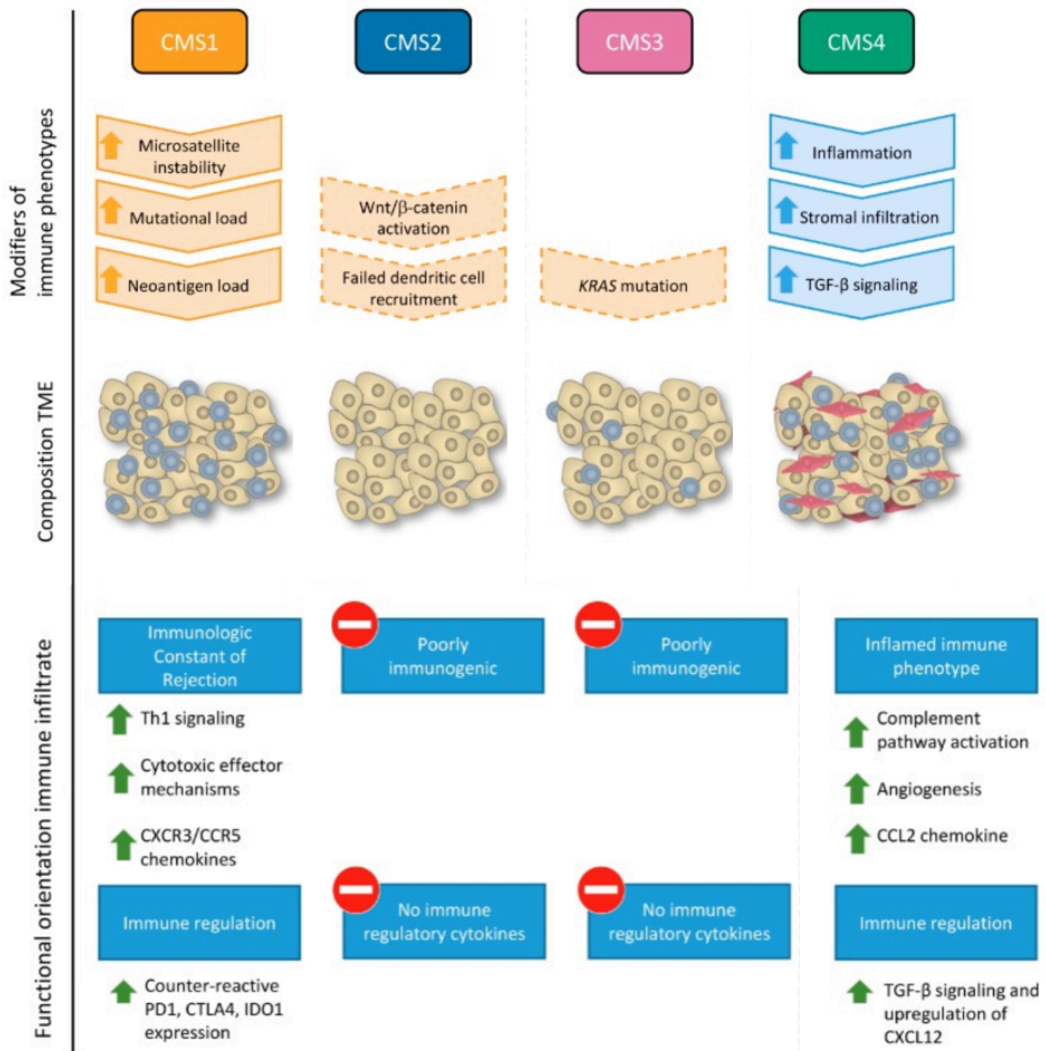 CMS1
CMS2
CMS3
CMS4
Modifiers of
immune phenotypes
Microsatellite
instability
Mutational load
Neoantigen load
Wnt/β-catenin
activation
Failed dendritic cell
recruitment
KRAS mutation
Inflammation
Stromal infiltration
TGF-β signaling
Composition TME
Functional orientation immune infiltrate
Immunologic
Constant of
Rejection
Poorly
immunogenic
Poorly
immunogenic
Inflamed immune
phenotype
Th1 signaling
Cytotoxic effector
mechanisms
CXCR3/CCR5
chemokines
Complement
pathway activation
Angiogenesis
CCL2 chemokine
Immune regulation
No immune
regulatory cytokines
No immune
regulatory cytokines
Immune regulation
Counter-reactive
PD1, CTLA4, IDO1
expression
TGF-β signaling and
upregulation of
CXCL12